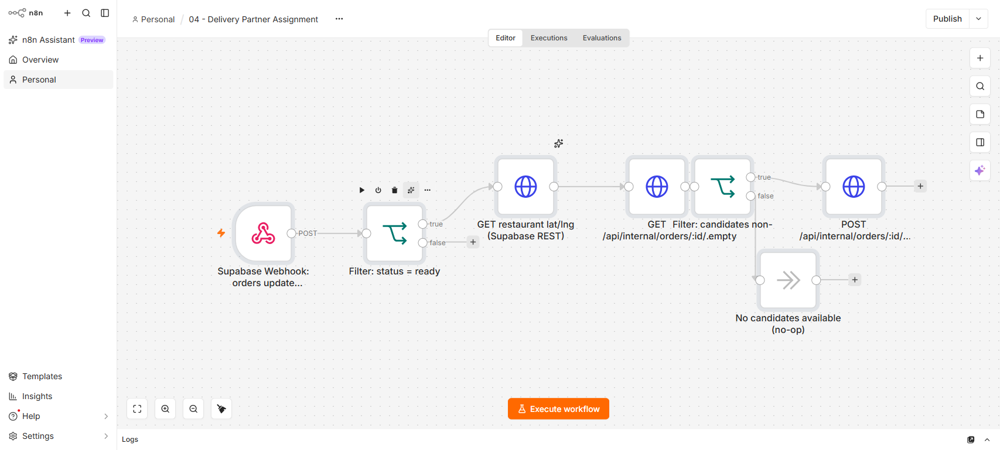 n8n
Personal / 04 - Delivery Partner Assignment
Publish
Editor
Executions
Evaluations
n8n Assistant Preview
Overview
Personal
true
false
true
false
POST
GET restaurant lat/lng
(Supabase REST)
GET
/api/internal/orders/:id/.
Filter: candidates non-
empty
POST
/api/internal/orders/:id/...
Supabase Webhook:
orders update...
Filter: status = ready
No candidates available
(no-op)
Templates
Insights
Help
Settings
Execute workflow
Logs